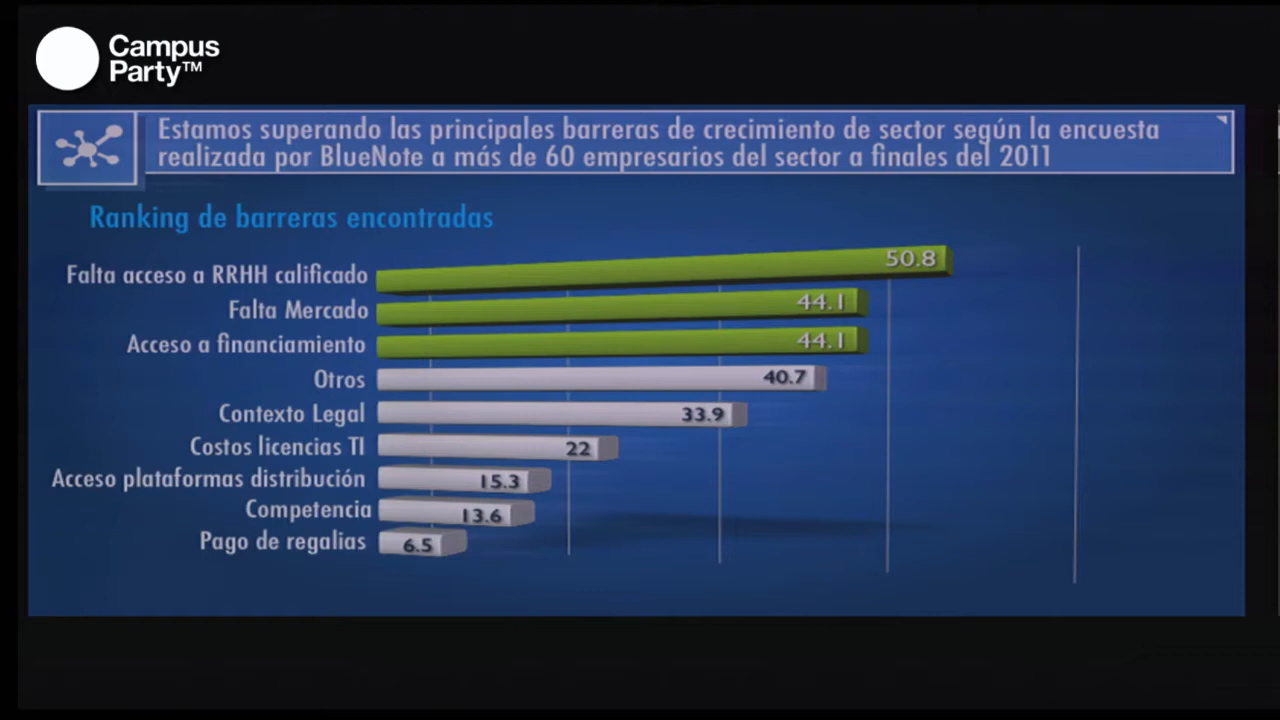 Campus
Party™
Estamos superando las principales barreras de crecimiento de sector según la encuesta
realizada por BlueNote a más de 60 empresarios del sector a finales del 2011
Ranking de barreras encontradas
Falta acceso a RRHH calificado 50.8
Falta Mercado 44.1
Acceso a financiamiento 44.1
Otros 40.7
Contexto Legal 33.9
Costos licencias TI 22
Acceso plataformas distribución 15.3
Competencia 13.6
Pago de regalias 6.5